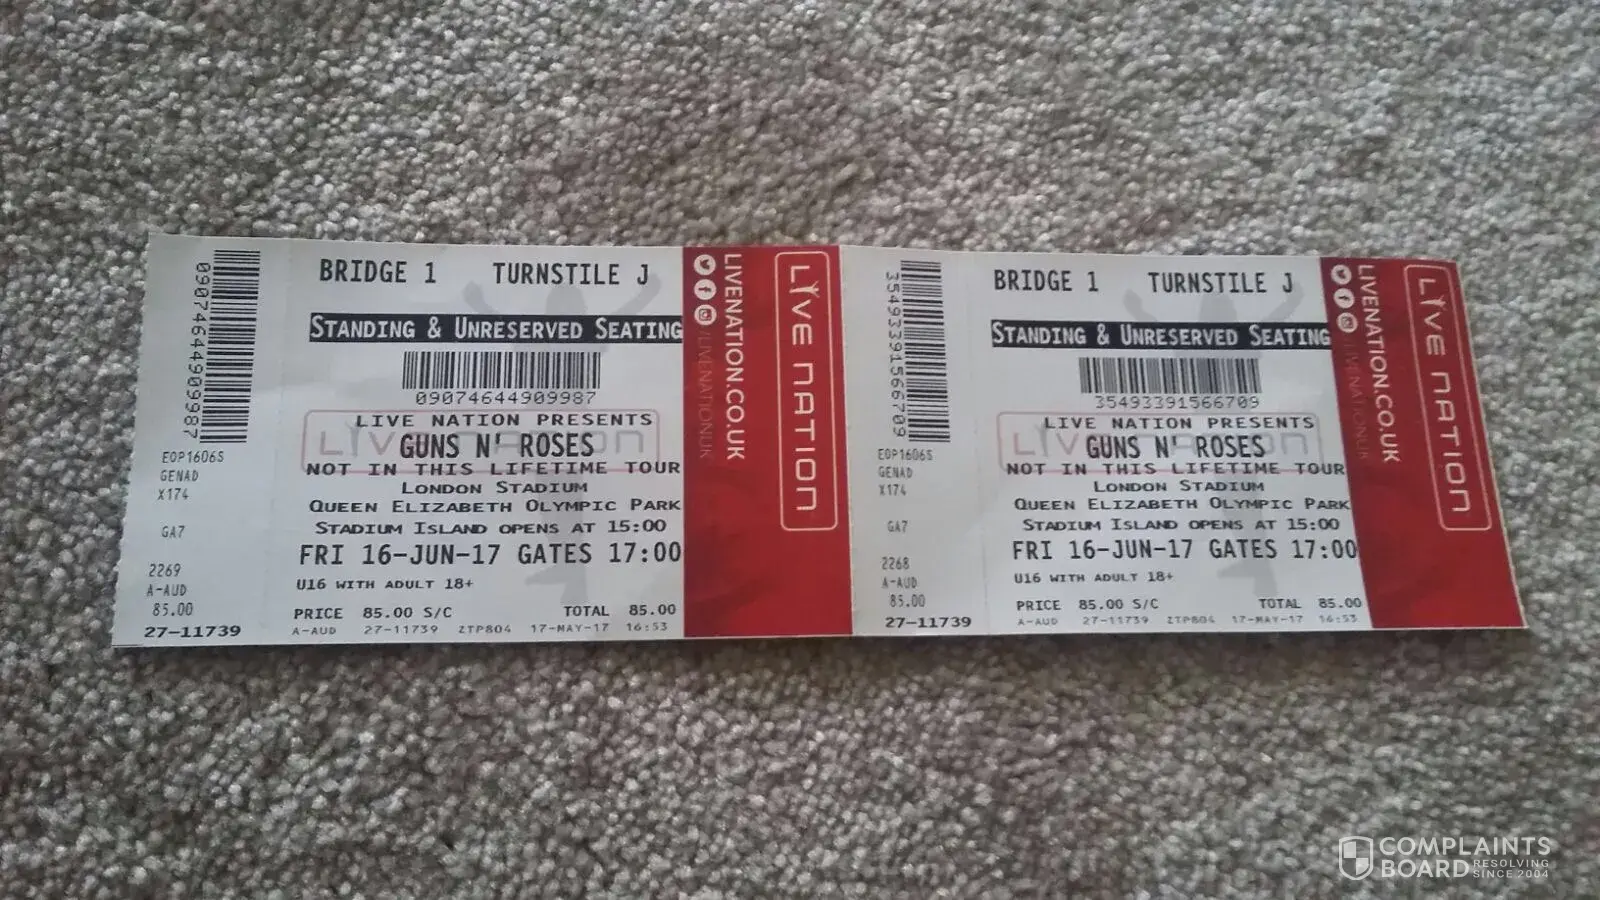 09074644909987
EOP1606S
GENAD
X174
GA7
2269
A-AUD
85.00
27-11739
BRIDGE 1 TURNSTILE J
STANDING & UNRESERVED SEATING
09074644909987
LIVE NATION PRESENTS
GUNS N' ROSES
NOT IN THIS LIFETIME TOUR
LONDON STADIUM
QUEEN ELIZABETH OLYMPIC PARK
STADIUM ISLAND OPENS AT 15:00
FRI 16-JUN-17 GATES 17:00
U16 WITH ADULT 18+
PRICE 85.00 S/C TOTAL 85.00
A-AUD 27-11739 ZTP804 17-MAY-17 16:53
LIVENATION.CO.UK
/LIVENATIONUK
LIVE NATION
35493391566709
EOP1606S
GENAD
X174
GA7
2268
A-AUD
85.00
27-11739
BRIDGE 1 TURNSTILE J
STANDING & UNRESERVED SEATING
35493391566709
LIVE NATION PRESENTS
GUNS N' ROSES
NOT IN THIS LIFETIME TOUR
LONDON STADIUM
QUEEN ELIZABETH OLYMPIC PARK
STADIUM ISLAND OPENS AT 15:00
FRI 16-JUN-17 GATES 17:00
U16 WITH ADULT 18+
PRICE 85.00 S/C TOTAL 85.00
A-AUD 27-11739 ZTP804 17-MAY-17 16:53
LIVENATION.CO.UK
/LIVENATIONUK
LIVE NATION
COMPLAINTS
BOARD RESOLVING
SINCE 2004